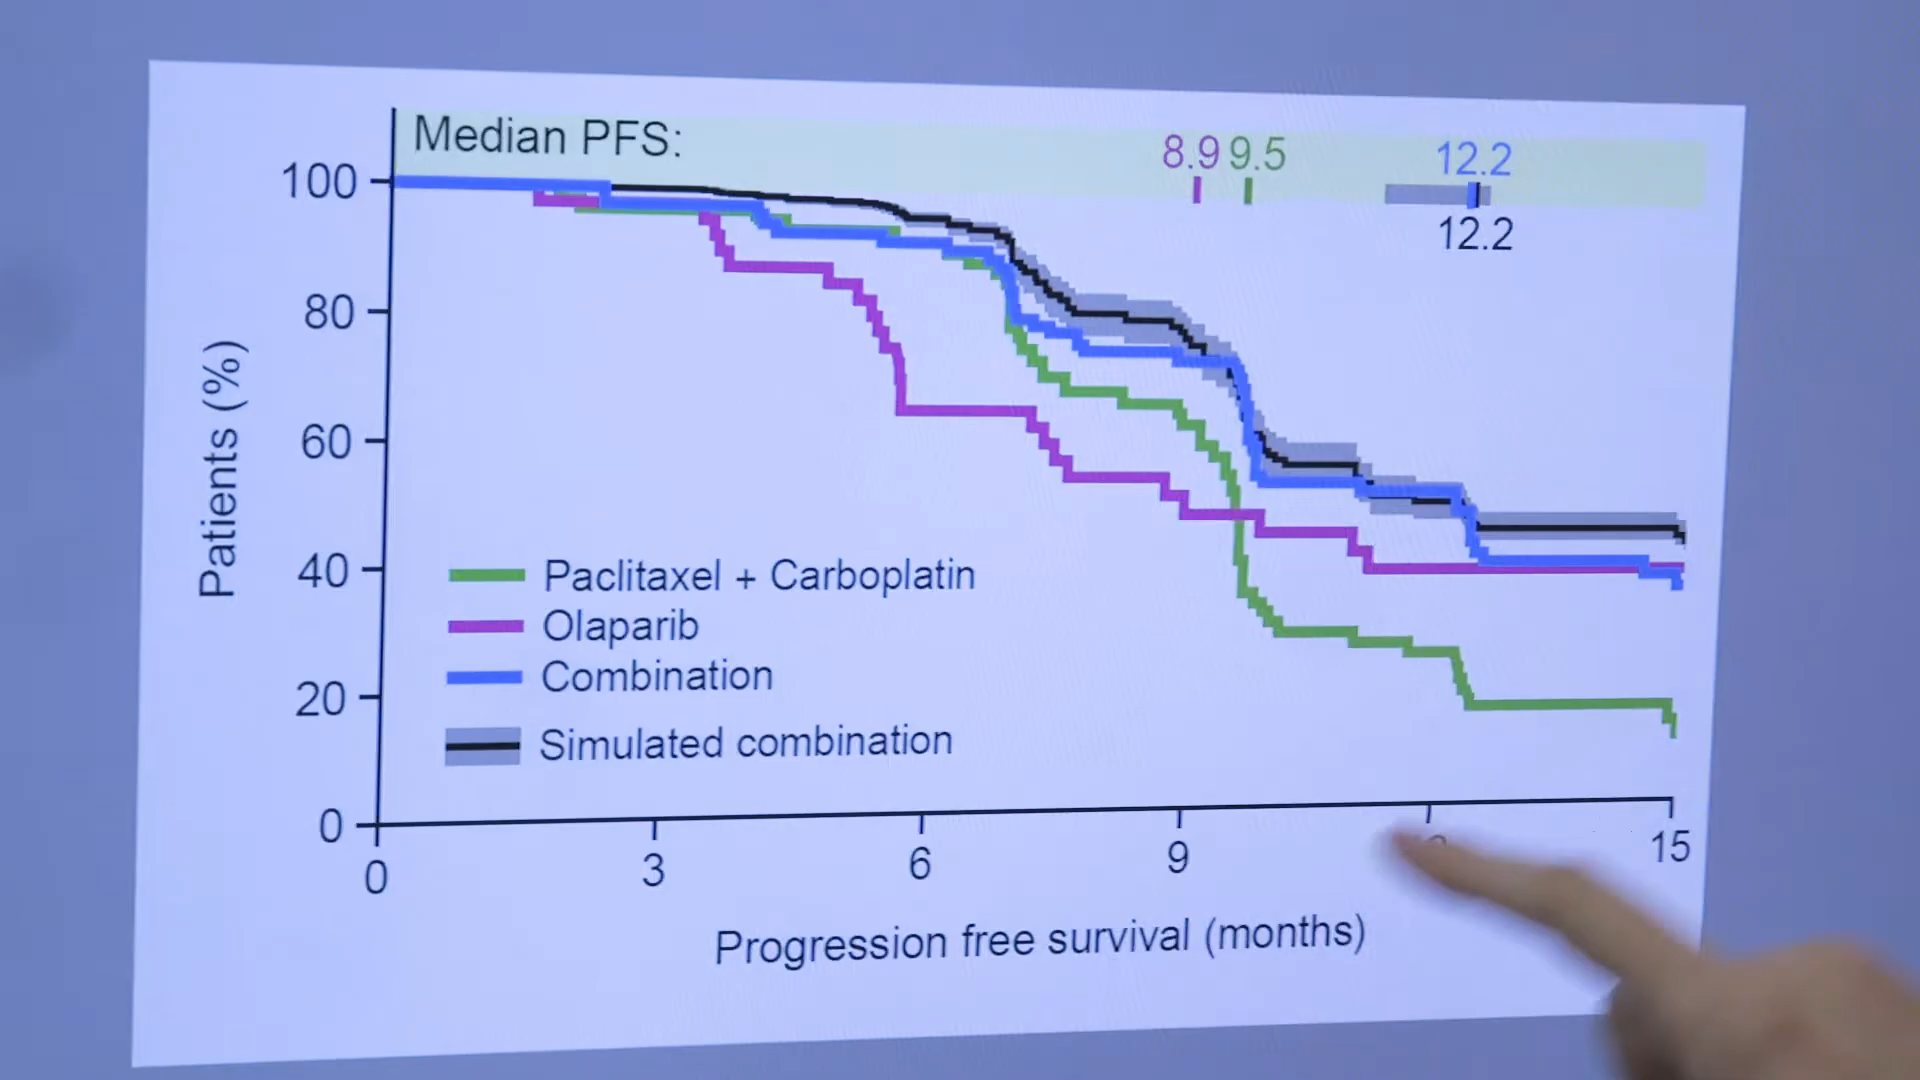 Median PFS:
8.9 9.5 12.2
12.2
100
80
60
40
20
0
Patients (%)
Paclitaxel + Carboplatin
Olaparib
Combination
Simulated combination
0 3 6 9 15
Progression free survival (months)